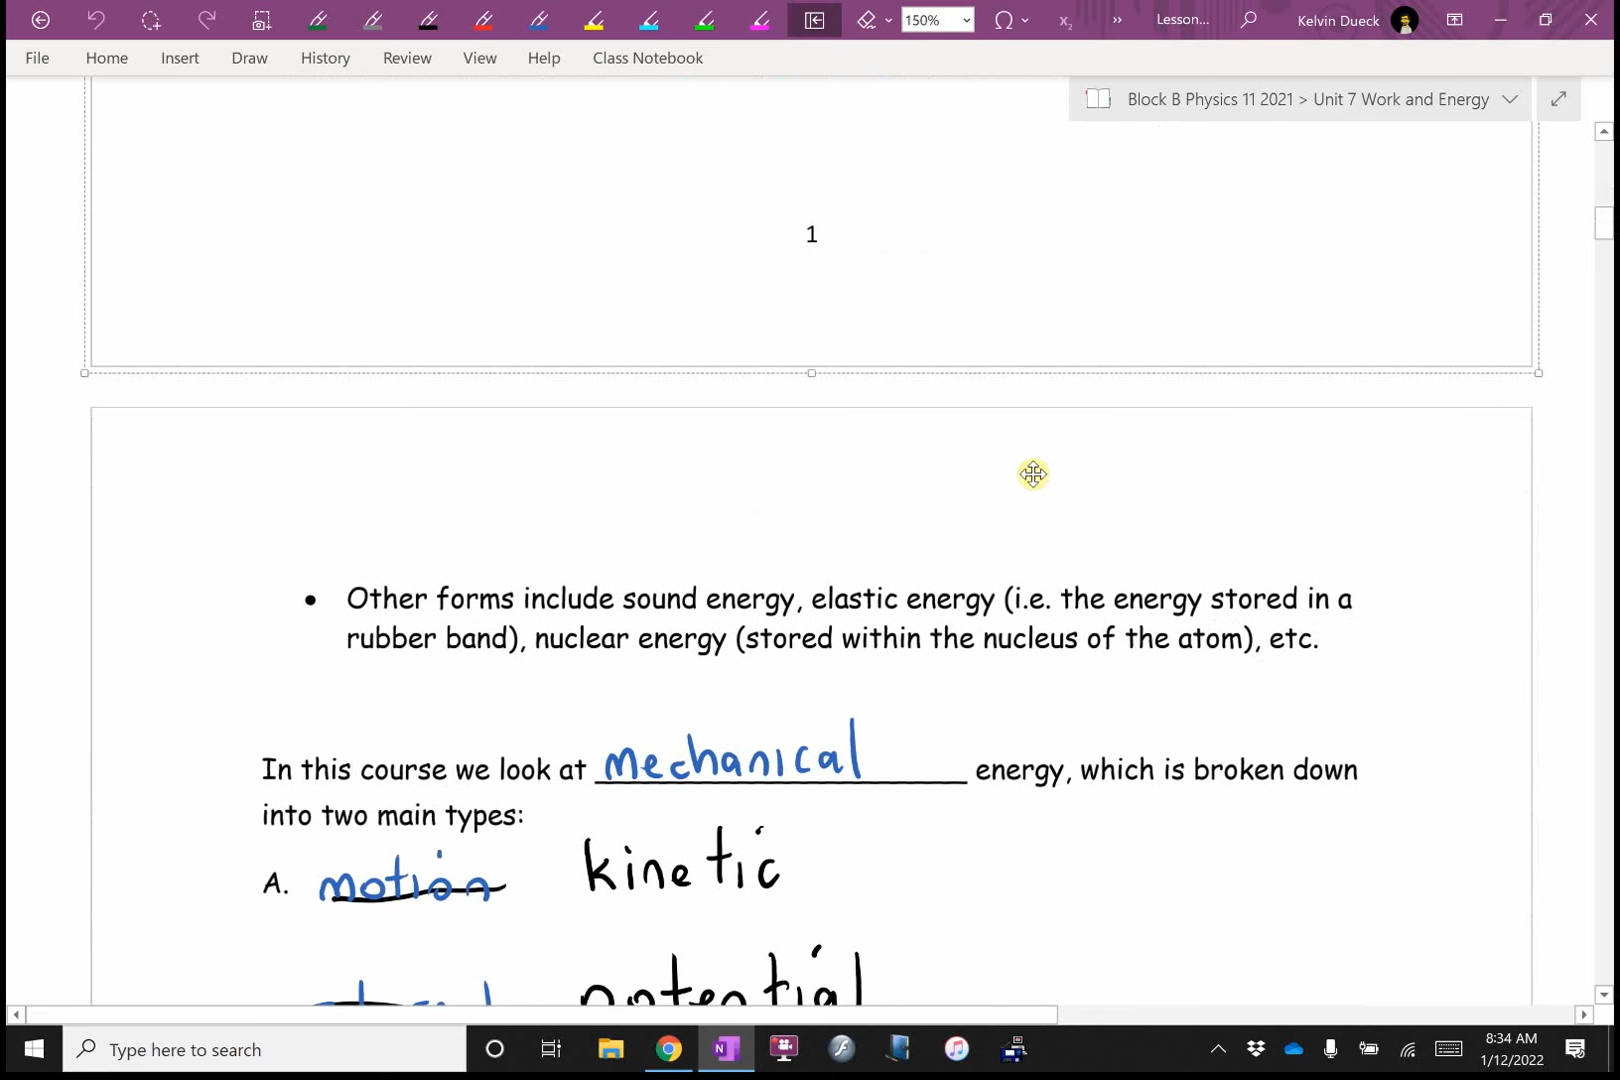 150%
Lesson...
Kelvin Dueck
File Home Insert Draw History Review View Help Class Notebook
Block B Physics 11 2021 > Unit 7 Work and Energy
1
• Other forms include sound energy, elastic energy (i.e. the energy stored in a
rubber band), nuclear energy (stored within the nucleus of the atom), etc.
In this course we look at mechanical energy, which is broken down
into two main types:
A. motion kinetic
potential
Type here to search
8:34 AM
1/12/2022